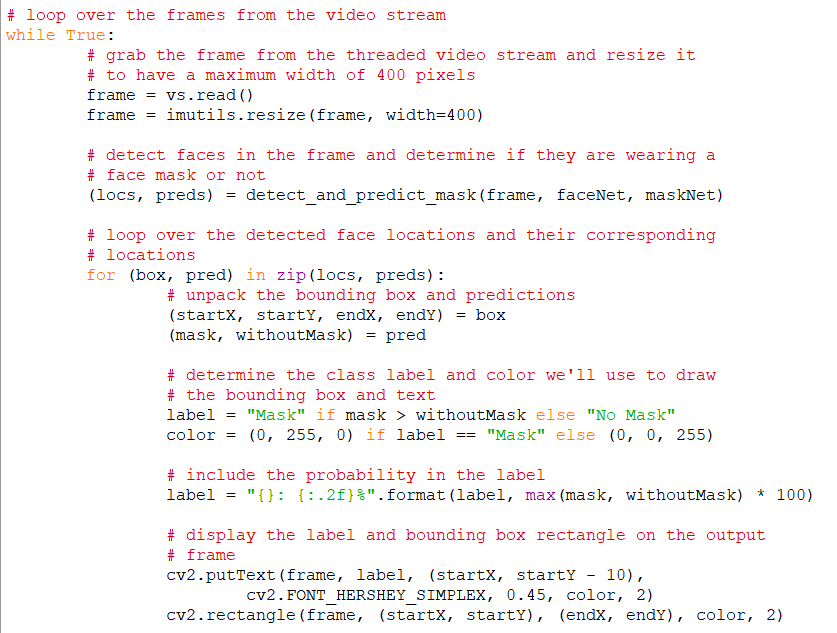 # loop over the frames from the video stream
while True:
        # grab the frame from the threaded video stream and resize it
        # to have a maximum width of 400 pixels
        frame = vs.read()
        frame = imutils.resize(frame, width=400)

        # detect faces in the frame and determine if they are wearing a
        # face mask or not
        (locs, preds) = detect_and_predict_mask(frame, faceNet, maskNet)

        # loop over the detected face locations and their corresponding
        # locations
        for (box, pred) in zip(locs, preds):
                # unpack the bounding box and predictions
                (startX, startY, endX, endY) = box
                (mask, withoutMask) = pred

                # determine the class label and color we'll use to draw
                # the bounding box and text
                label = "Mask" if mask > withoutMask else "No Mask"
                color = (0, 255, 0) if label == "Mask" else (0, 0, 255)

                # include the probability in the label
                label = "{}: {:.2f}%".format(label, max(mask, withoutMask) * 100)

                # display the label and bounding box rectangle on the output
                # frame
                cv2.putText(frame, label, (startX, startY - 10),
                        cv2.FONT_HERSHEY_SIMPLEX, 0.45, color, 2)
                cv2.rectangle(frame, (startX, startY), (endX, endY), color, 2)